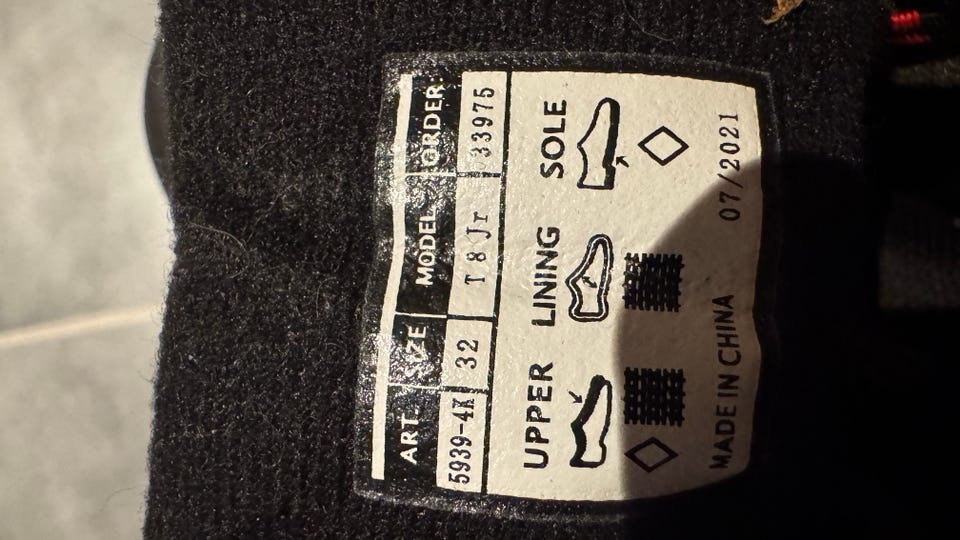 ART. SIZE MODEL ORDER:
5939-4K 32 T 8 Jr 33975
UPPER LINING SOLE
MADE IN CHINA 07/2021